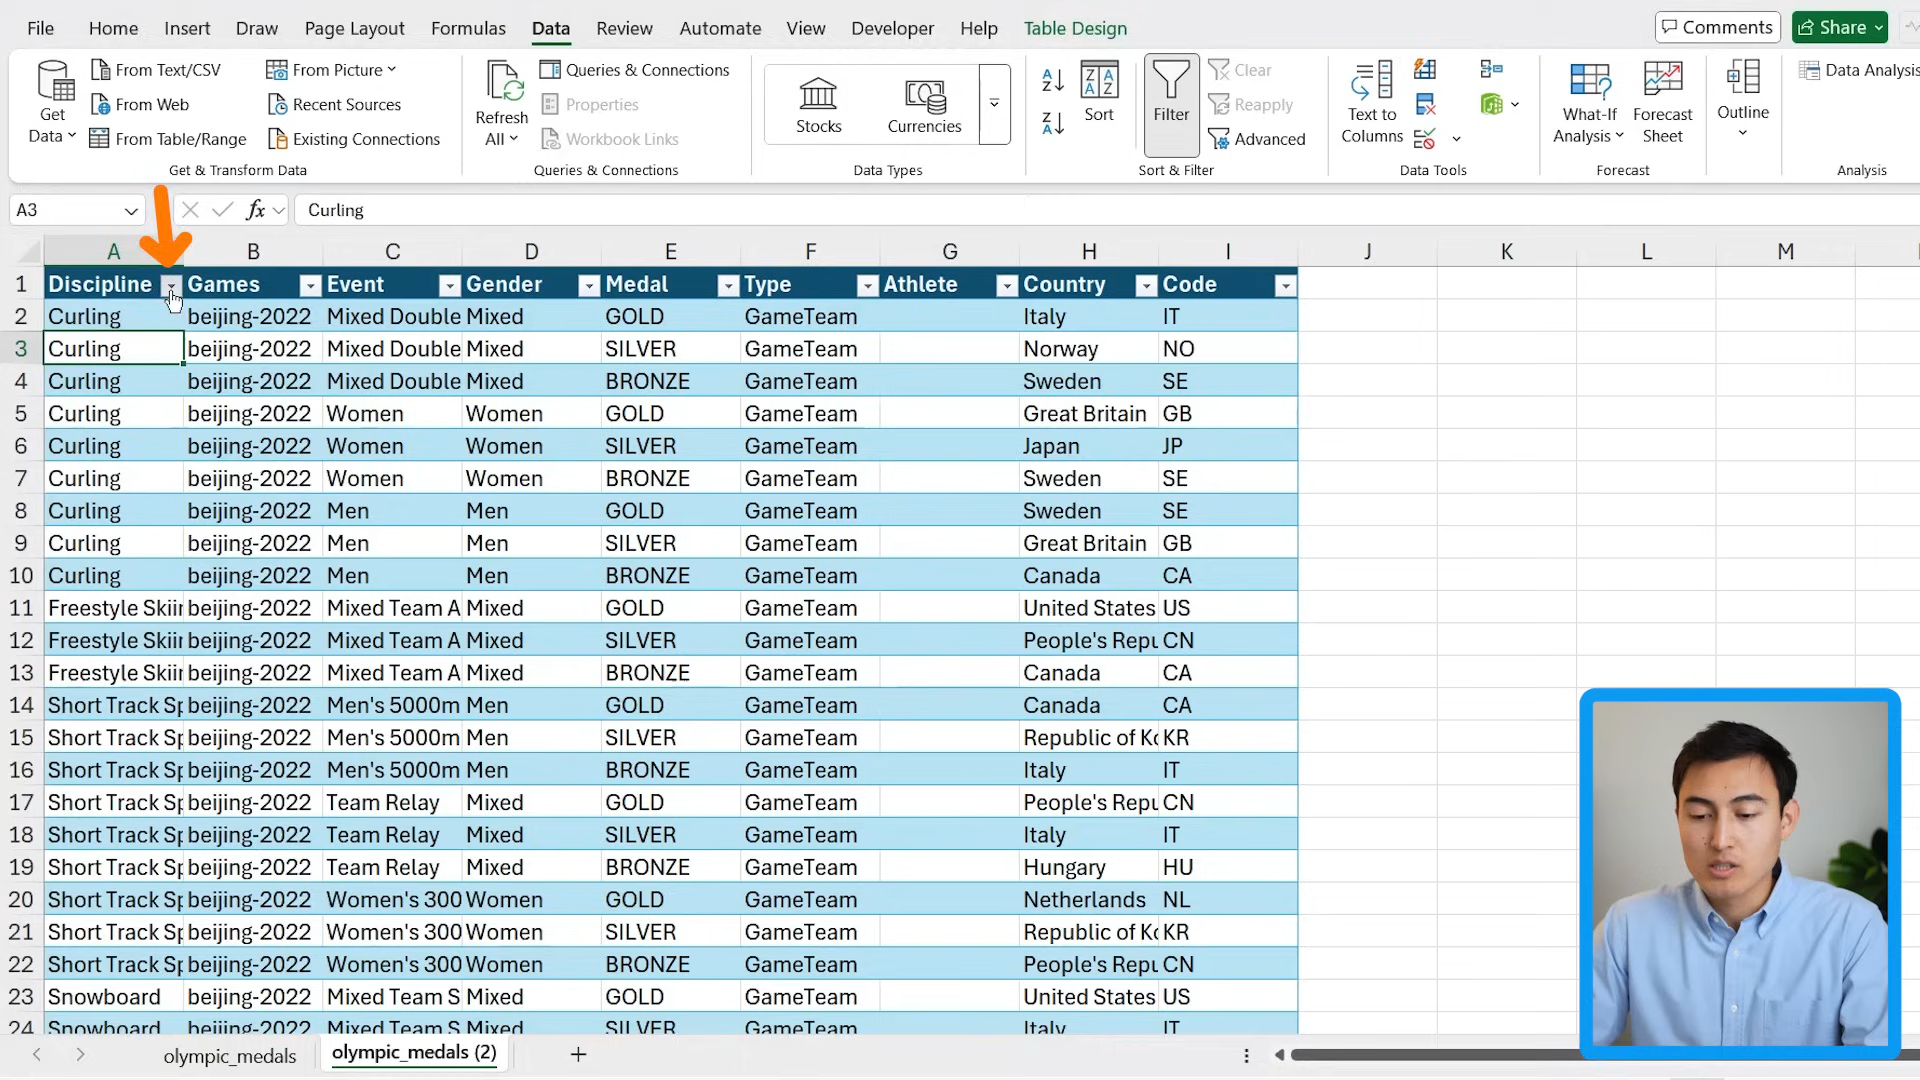 File Home Insert Draw Page Layout Formulas Data Review Automate View Developer Help Table Design Comments Share
Get Data From Text/CSV From Picture
From Web Recent Sources
From Table/Range Existing Connections
Get & Transform Data
Refresh All Queries & Connections
Properties
Workbook Links
Queries & Connections
Stocks Currencies
Data Types
Sort Filter Clear
Reapply
Advanced
Sort & Filter
Text to Columns
Data Tools
What-If Analysis Forecast Sheet
Forecast
Outline
Data Analysis
Analysis
A3 fx Curling
A B C D E F G H I J K L M
1 Discipline Games Event Gender Medal Type Athlete Country Code
2 Curling beijing-2022 Mixed Double Mixed GOLD GameTeam Italy IT
3 Curling beijing-2022 Mixed Double Mixed SILVER GameTeam Norway NO
4 Curling beijing-2022 Mixed Double Mixed BRONZE GameTeam Sweden SE
5 Curling beijing-2022 Women Women GOLD GameTeam Great Britain GB
6 Curling beijing-2022 Women Women SILVER GameTeam Japan JP
7 Curling beijing-2022 Women Women BRONZE GameTeam Sweden SE
8 Curling beijing-2022 Men Men GOLD GameTeam Sweden SE
9 Curling beijing-2022 Men Men SILVER GameTeam Great Britain GB
10 Curling beijing-2022 Men Men BRONZE GameTeam Canada CA
11 Freestyle Skiin beijing-2022 Mixed Team A Mixed GOLD GameTeam United States US
12 Freestyle Skiin beijing-2022 Mixed Team A Mixed SILVER GameTeam People's Repu CN
13 Freestyle Skiin beijing-2022 Mixed Team A Mixed BRONZE GameTeam Canada CA
14 Short Track Sp beijing-2022 Men's 5000m Men GOLD GameTeam Canada CA
15 Short Track Sp beijing-2022 Men's 5000m Men SILVER GameTeam Republic of Ko KR
16 Short Track Sp beijing-2022 Men's 5000m Men BRONZE GameTeam Italy IT
17 Short Track Sp beijing-2022 Team Relay Mixed GOLD GameTeam People's Repu CN
18 Short Track Sp beijing-2022 Team Relay Mixed SILVER GameTeam Italy IT
19 Short Track Sp beijing-2022 Team Relay Mixed BRONZE GameTeam Hungary HU
20 Short Track Sp beijing-2022 Women's 300 Women GOLD GameTeam Netherlands NL
21 Short Track Sp beijing-2022 Women's 300 Women SILVER GameTeam Republic of Ko KR
22 Short Track Sp beijing-2022 Women's 300 Women BRONZE GameTeam People's Repu CN
23 Snowboard beijing-2022 Mixed Team S Mixed GOLD GameTeam United States US
24 Snowboard beijing-2022 Mixed Team S Mixed SILVER GameTeam Italy IT
olympic_medals olympic_medals (2)